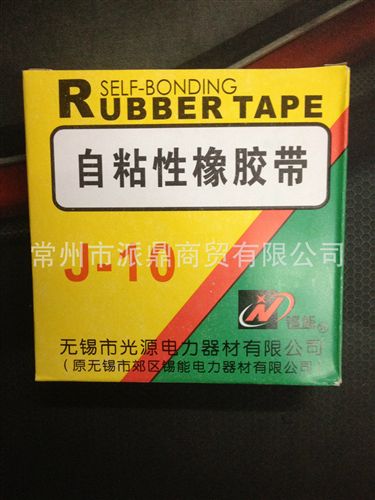 SELF-BONDING
RUBBER TAPE
自粘性橡胶带
常州市派鼎商贸有限公司
J-10
锡能®
无锡市光源电力器材有限公司
(原无锡市郊区锡能电力器材有限公司)